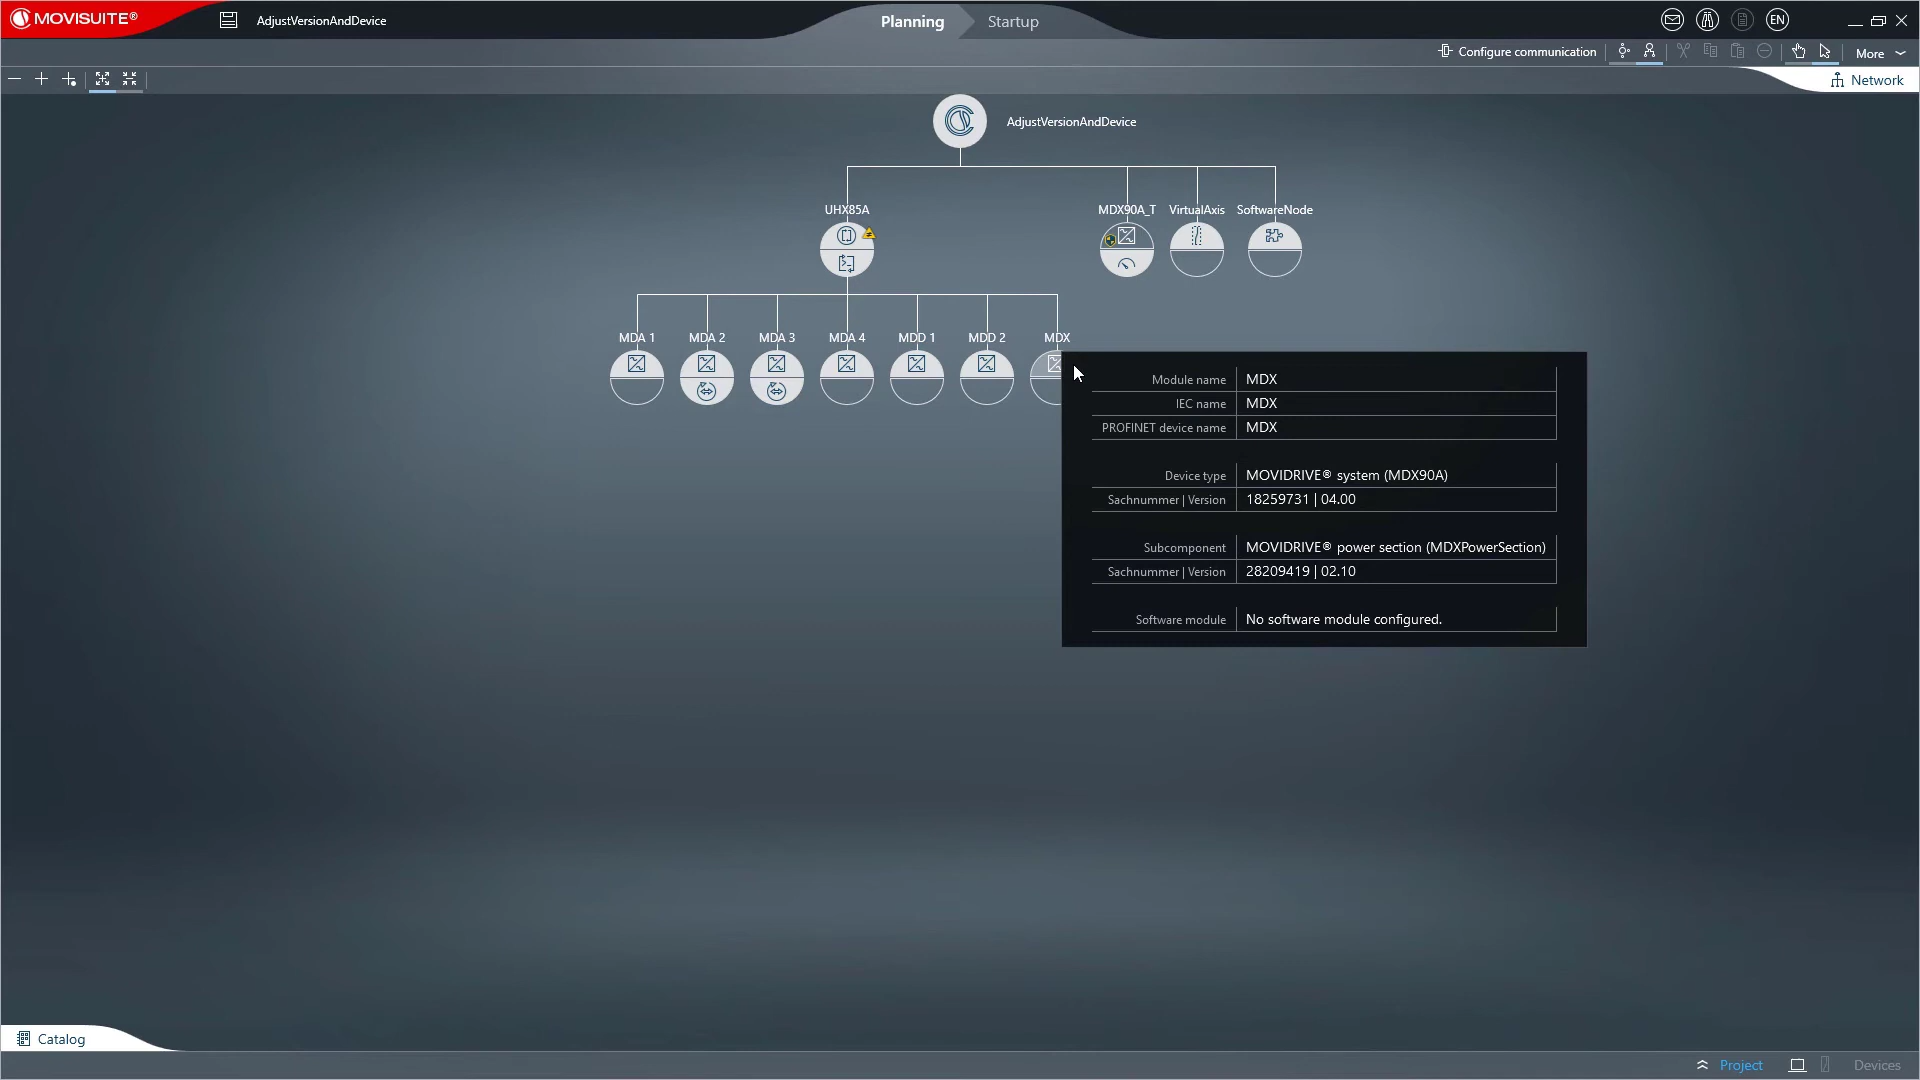 MOVISUITE®
AdjustVersionAndDevice
Planning
Startup
EN
Configure communication
More
Network
AdjustVersionAndDevice
UHX85A
MDX90A_T
VirtualAxis
SoftwareNode
MDA 1
MDA 2
MDA 3
MDA 4
MDD 1
MDD 2
MDX
Module name MDX
IEC name MDX
PROFINET device name MDX
Device type MOVIDRIVE® system (MDX90A)
Sachnummer | Version 18259731 | 04.00
Subcomponent MOVIDRIVE® power section (MDXPowerSection)
Sachnummer | Version 28209419 | 02.10
Software module No software module configured.
Catalog
Project
Devices